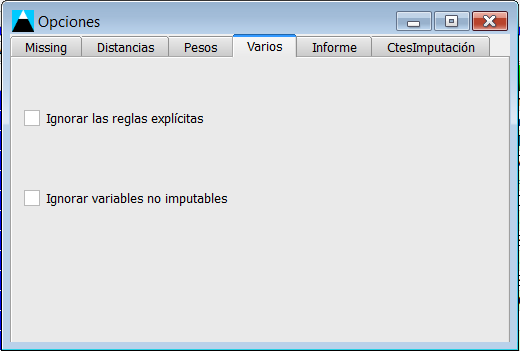 Opciones
Missing Distancias Pesos Varios Informe CtesImputación
Ignorar las reglas explícitas
Ignorar variables no imputables